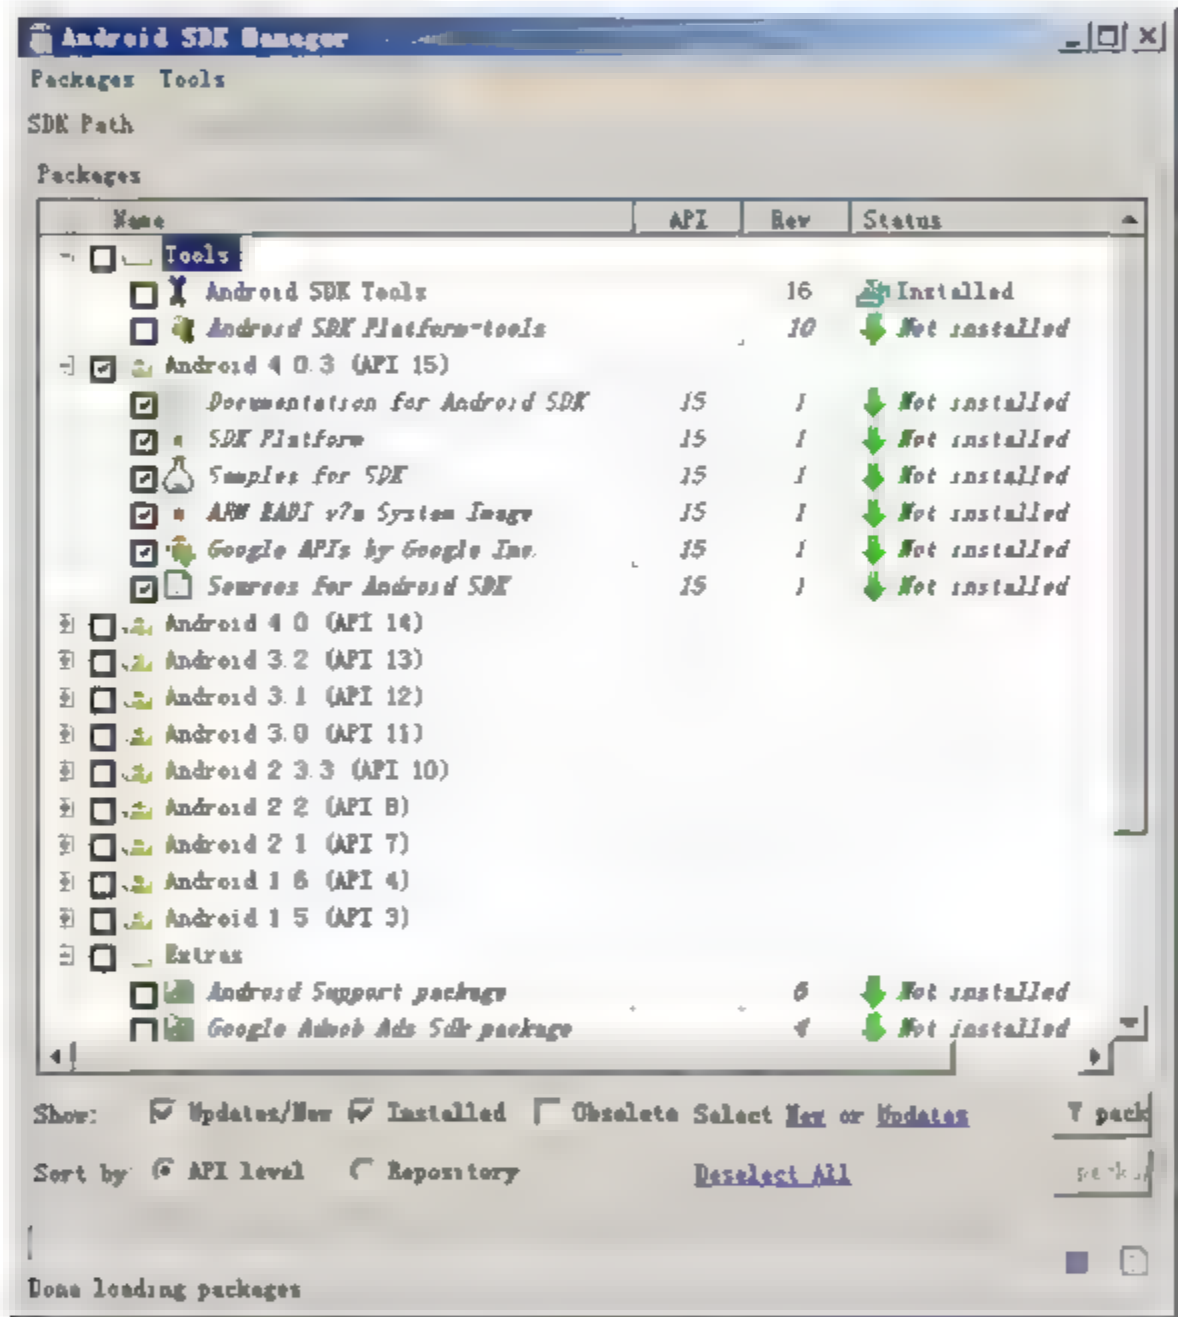 Android SDK Manager
Packages Tools
SDK Path
Packages
Name API Rev Status
Tools
Android SDK Tools 16 Installed
Android SDK Platform-tools 10 Not installed
Android 4 0.3 (API 15)
Documentation for Android SDK 15 1 Not installed
SDK Platform 15 1 Not installed
Samples for SDK 15 1 Not installed
ARM EABI v7a System Image 15 1 Not installed
Google APIs by Google Inc. 15 1 Not installed
Sources for Android SDK 15 1 Not installed
Android 4 0 (API 14)
Android 3.2 (API 13)
Android 3.1 (API 12)
Android 3.0 (API 11)
Android 2 3.3 (API 10)
Android 2 2 (API 8)
Android 2 1 (API 7)
Android 1 6 (API 4)
Android 1 5 (API 3)
Extras
Android Support package 6 Not installed
Google Admob Ads Sdk package 4 Not installed
Show: Updates/New Installed Obsolete Select New or Updates 7 pack
Sort by: API level Repository Deselect All
Done loading packages